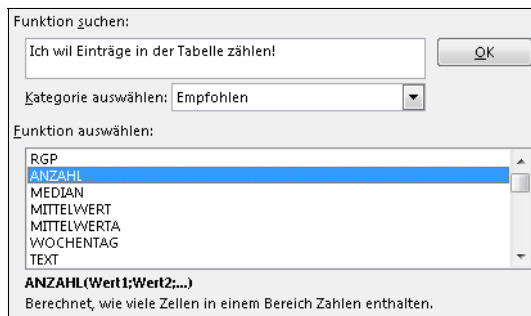 Funktion suchen:
Ich wil Einträge in der Tabelle zählen!
OK
Kategorie auswählen: Empfohlen
Funktion auswählen:
RGP
ANZAHL
MEDIAN
MITTELWERT
MITTELWERTA
WOCHENTAG
TEXT
ANZAHL(Wert1;Wert2;...)
Berechnet, wie viele Zellen in einem Bereich Zahlen enthalten.